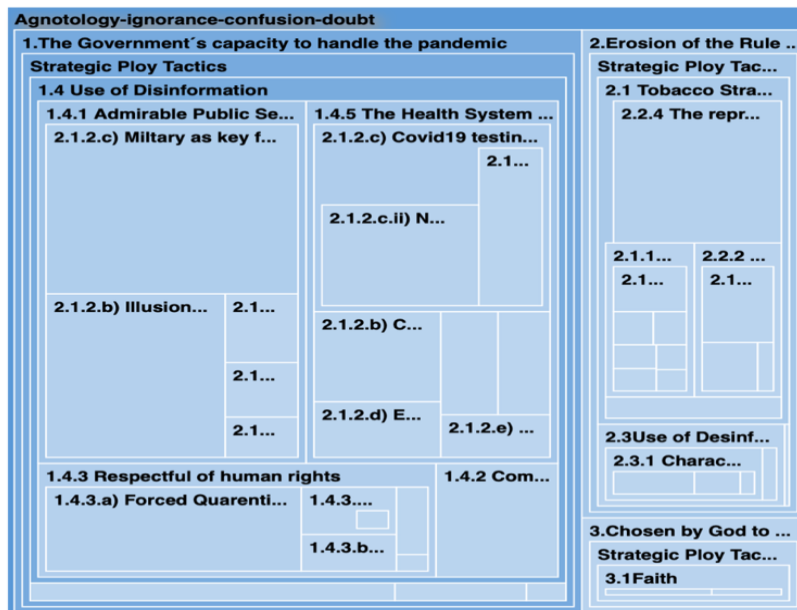 Agnotology-ignorance-confusion-doubt
1.The Government´s capacity to handle the pandemic
Strategic Ploy Tactics
1.4 Use of Disinformation
1.4.1 Admirable Public Se...
2.1.2.c) Miltary as key f...
2.1.2.b) Illusion...
2.1...
2.1...
2.1...
1.4.5 The Health System ...
2.1.2.c) Covid19 testin...
2.1...
2.1.2.c.ii) N...
2.1.2.b) C...
2.1.2.d) E...
2.1.2.e) ...
1.4.3 Respectful of human rights
1.4.3.a) Forced Quarenti...
1.4.3....
1.4.3.b...
1.4.2 Com...
2.Erosion of the Rule ...
Strategic Ploy Tac...
2.1 Tobacco Stra...
2.2.4 The repr...
2.1.1...
2.1...
2.2.2 ...
2.1...
2.3Use of Desinf...
2.3.1 Charac...
3.Chosen by God to ...
Strategic Ploy Tac...
3.1Faith